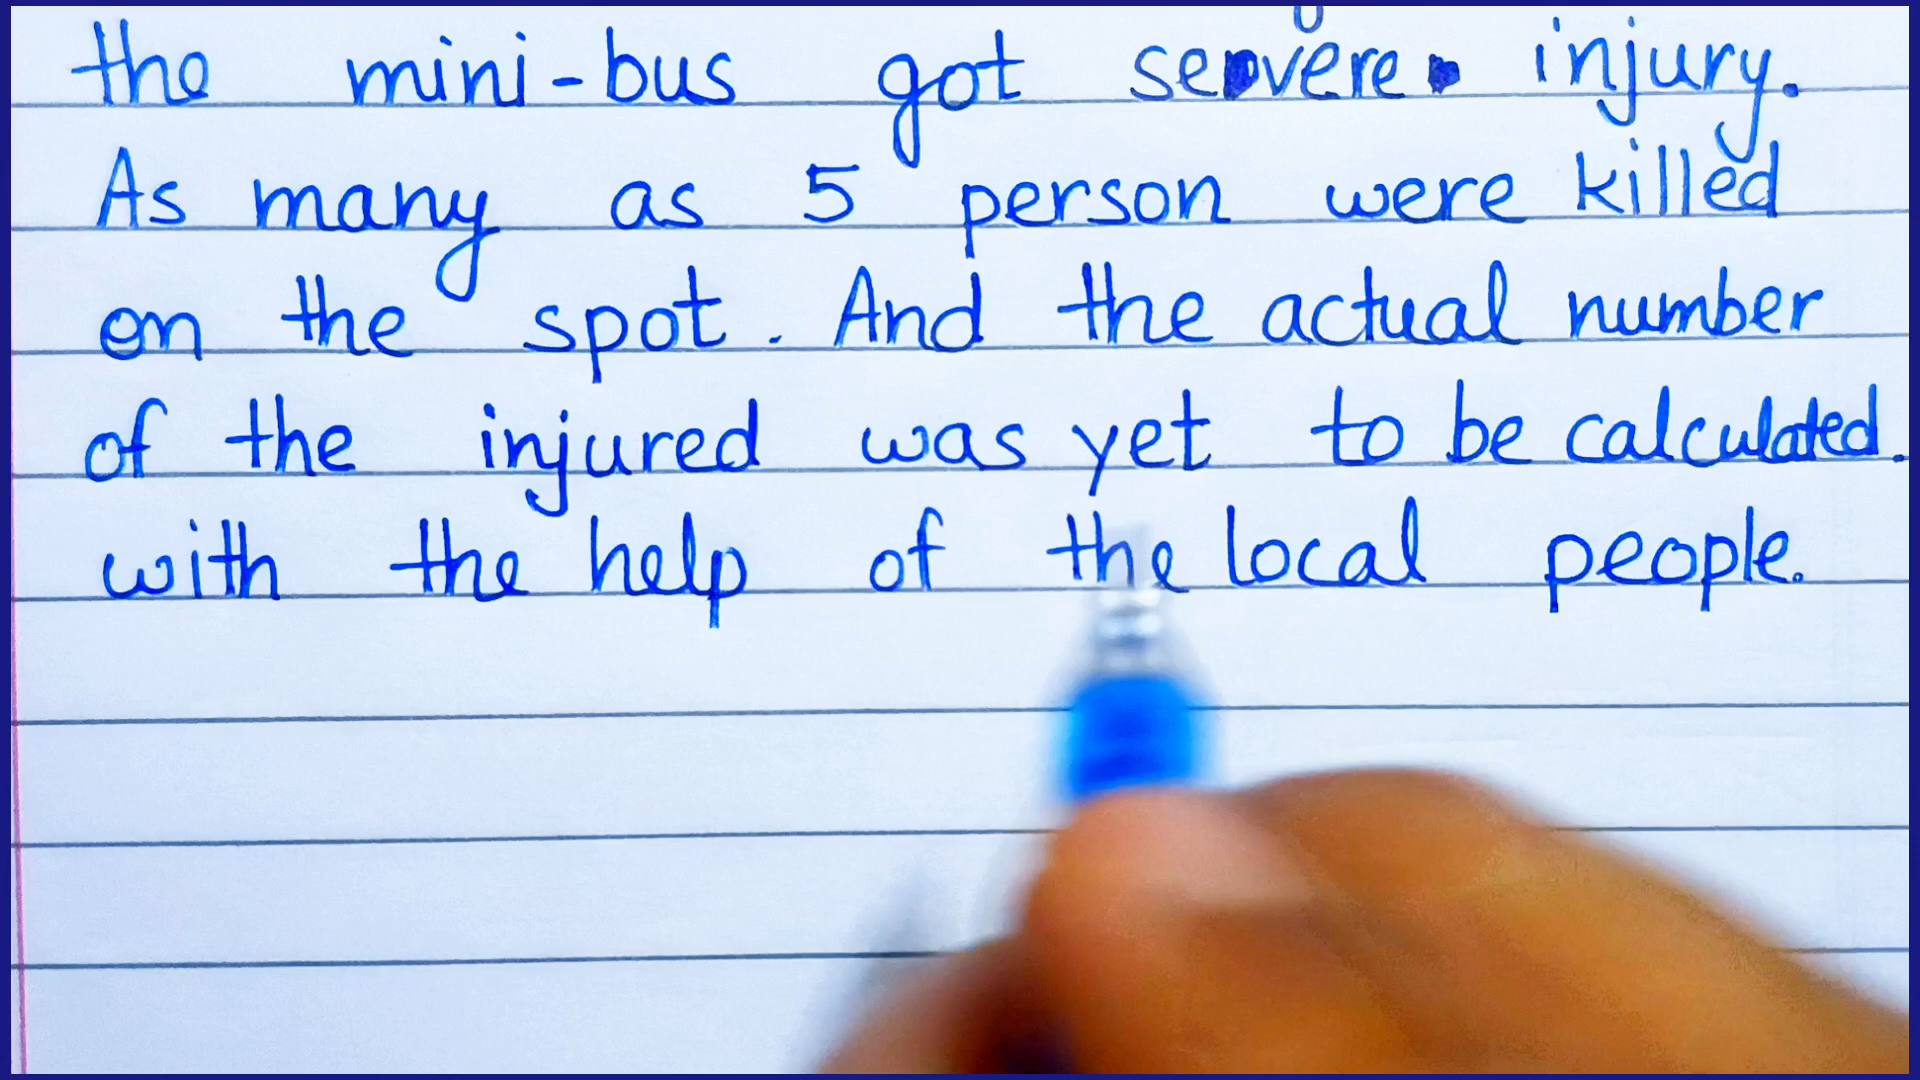 the mini-bus got severe injury.
As many as 5 person were killed
on the spot. And the actual number
of the injured was yet to be calculated.
with the help of the local people.